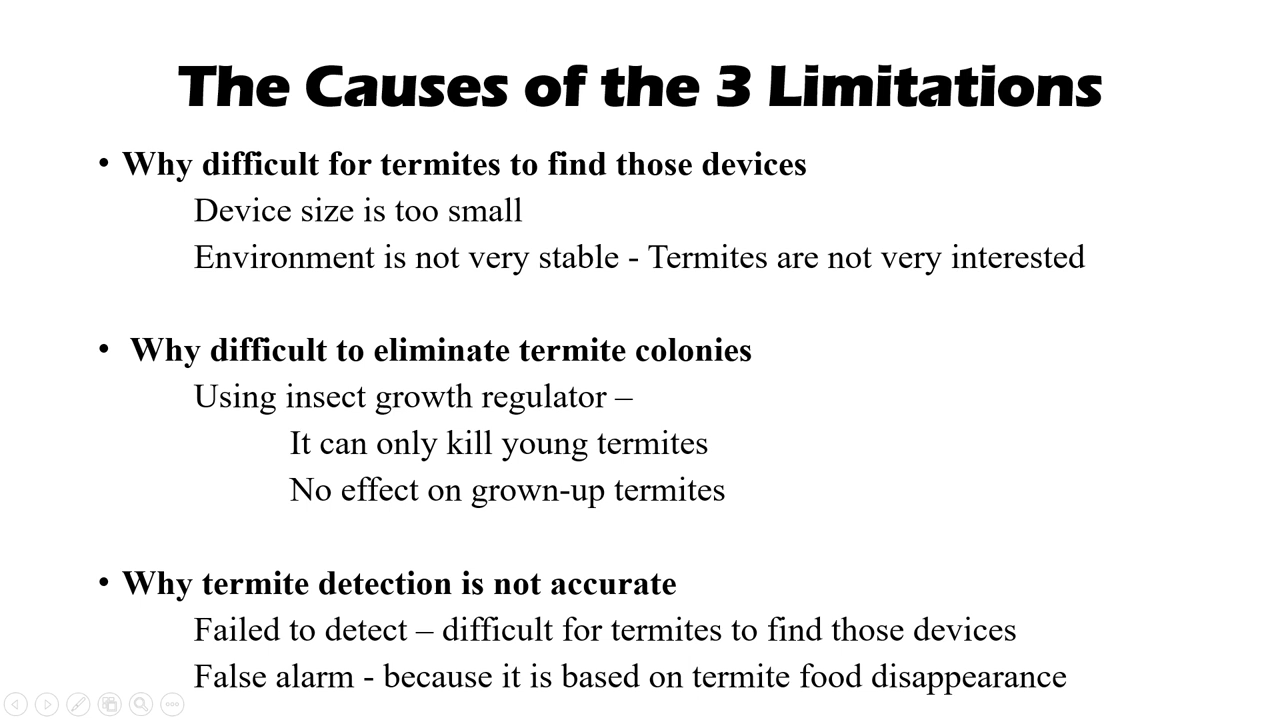 The Causes of the 3 Limitations
• Why difficult for termites to find those devices
Device size is too small
Environment is not very stable - Termites are not very interested
• Why difficult to eliminate termite colonies
Using insect growth regulator –
It can only kill young termites
No effect on grown-up termites
• Why termite detection is not accurate
Failed to detect – difficult for termites to find those devices
False alarm - because it is based on termite food disappearance